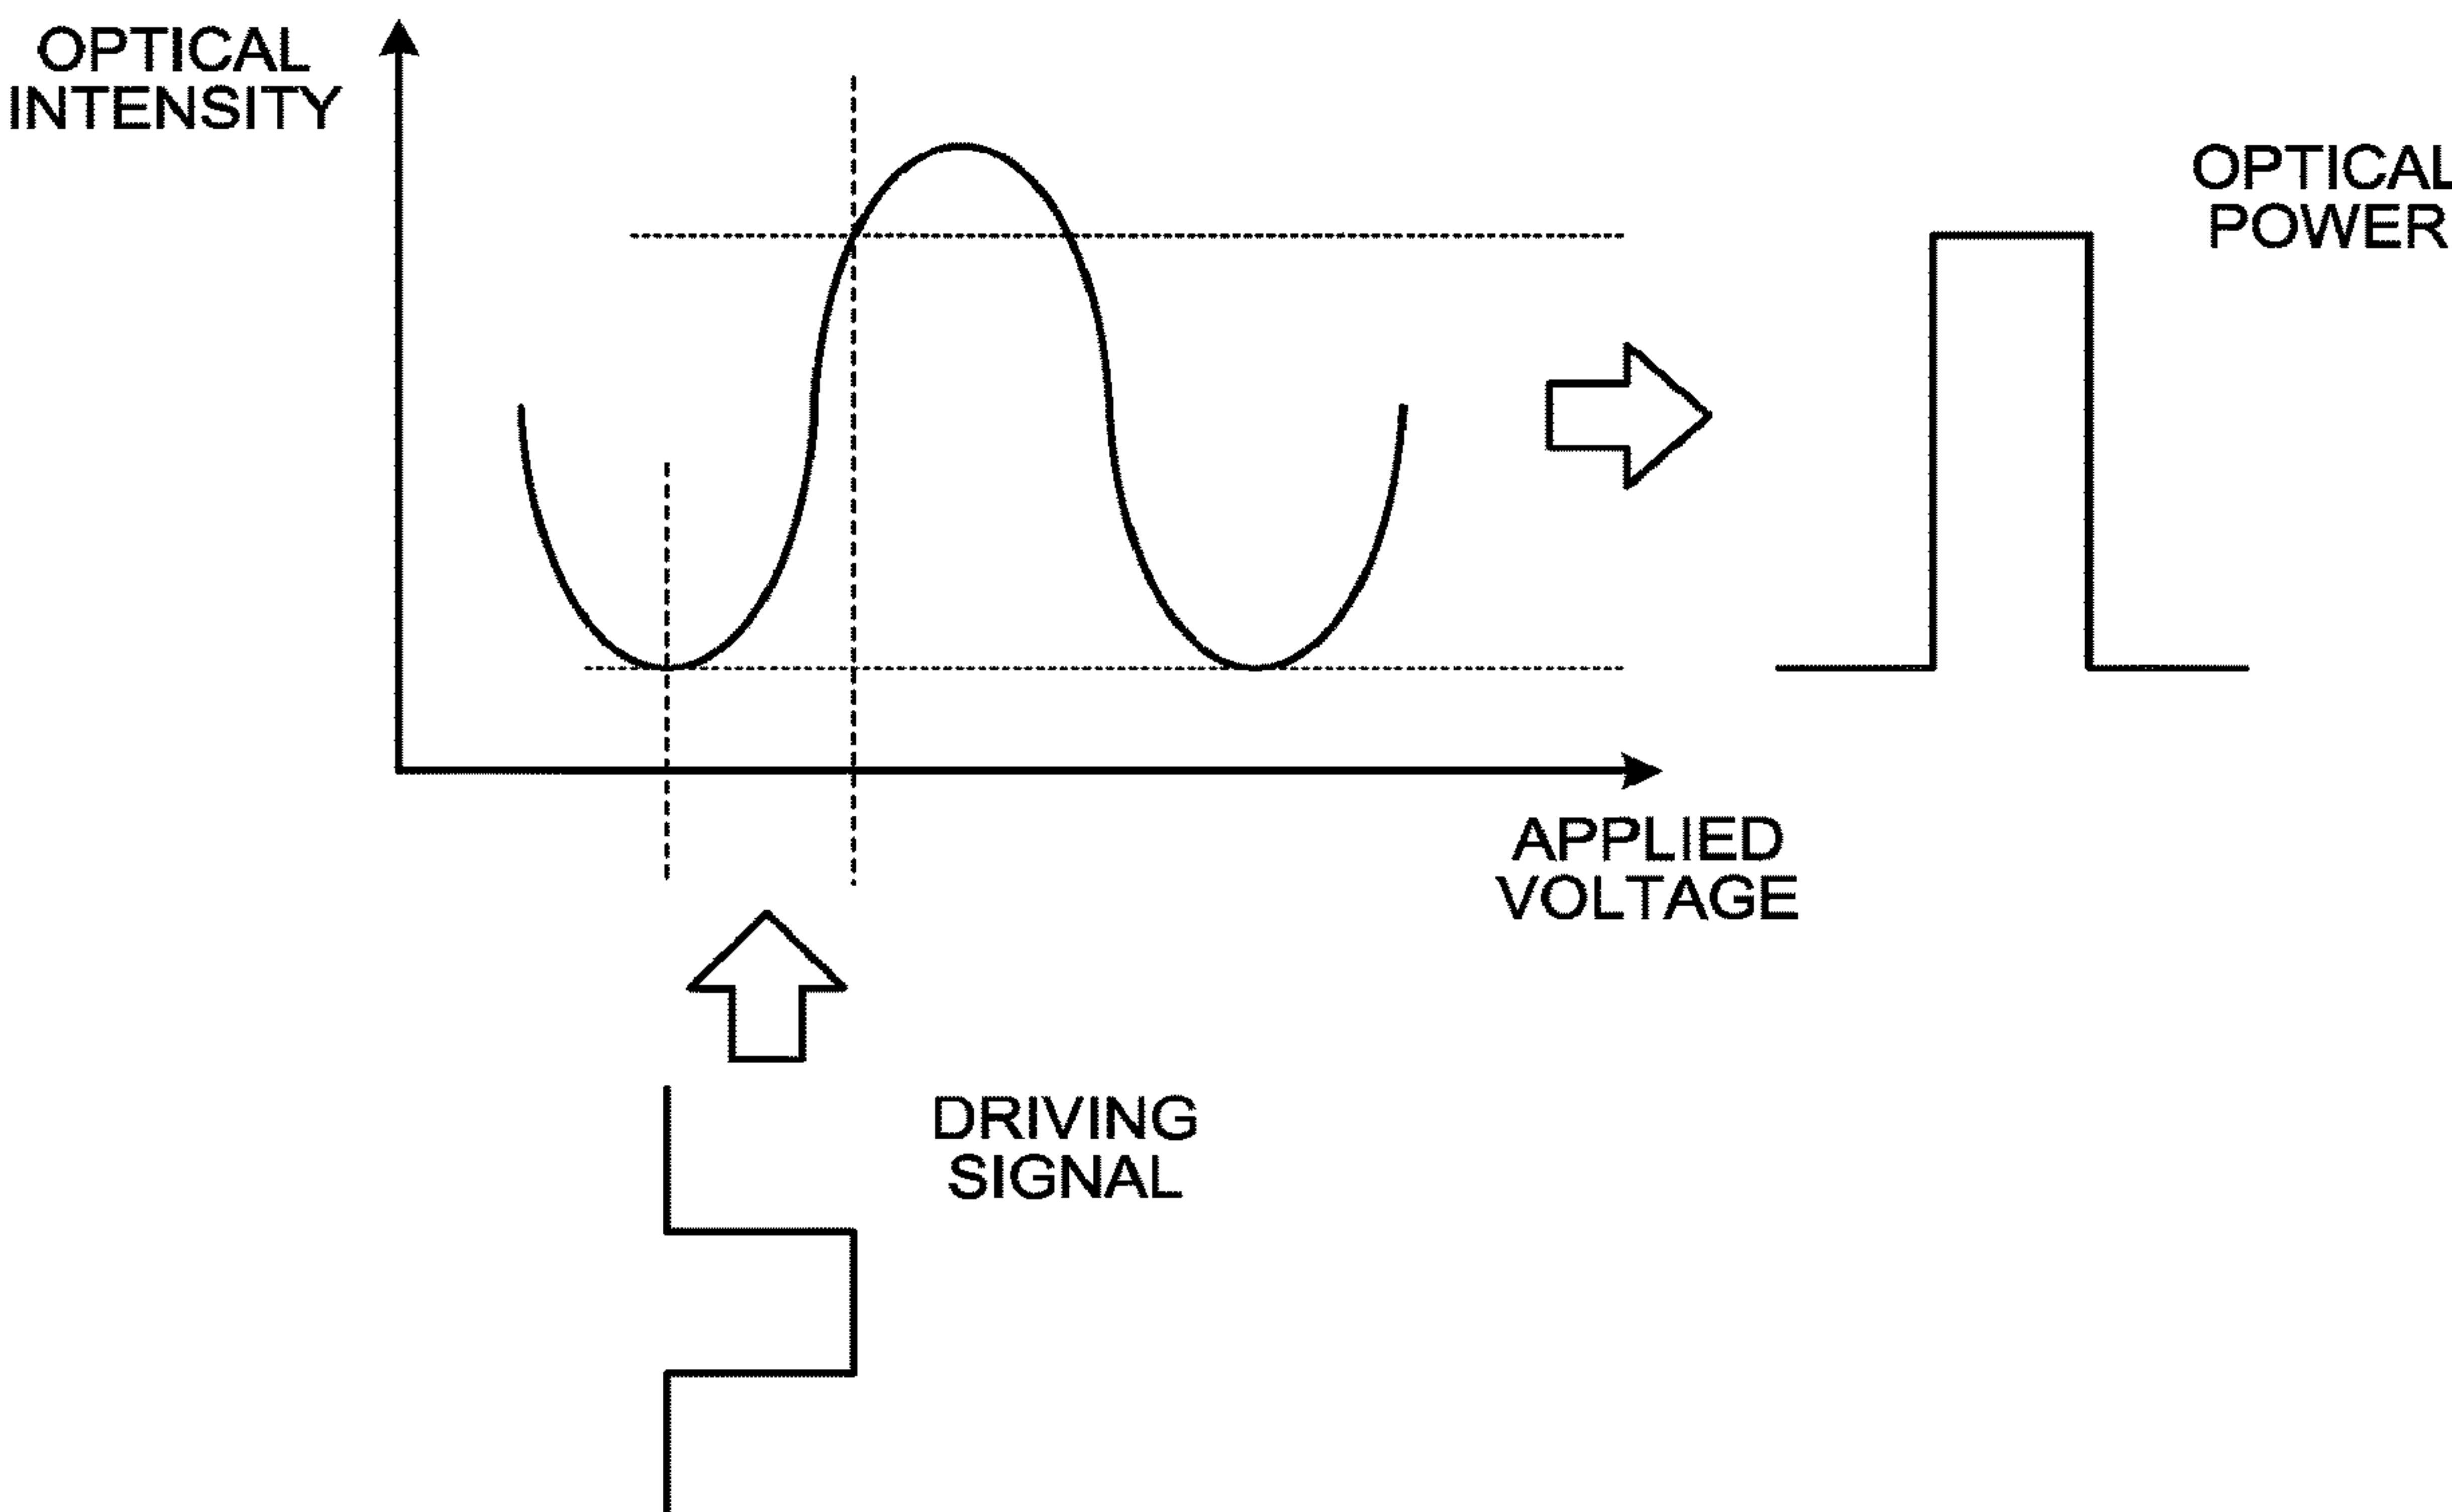 OPTICAL
INTENSITY
OPTICAL
POWER
APPLIED
VOLTAGE
DRIVING
SIGNAL